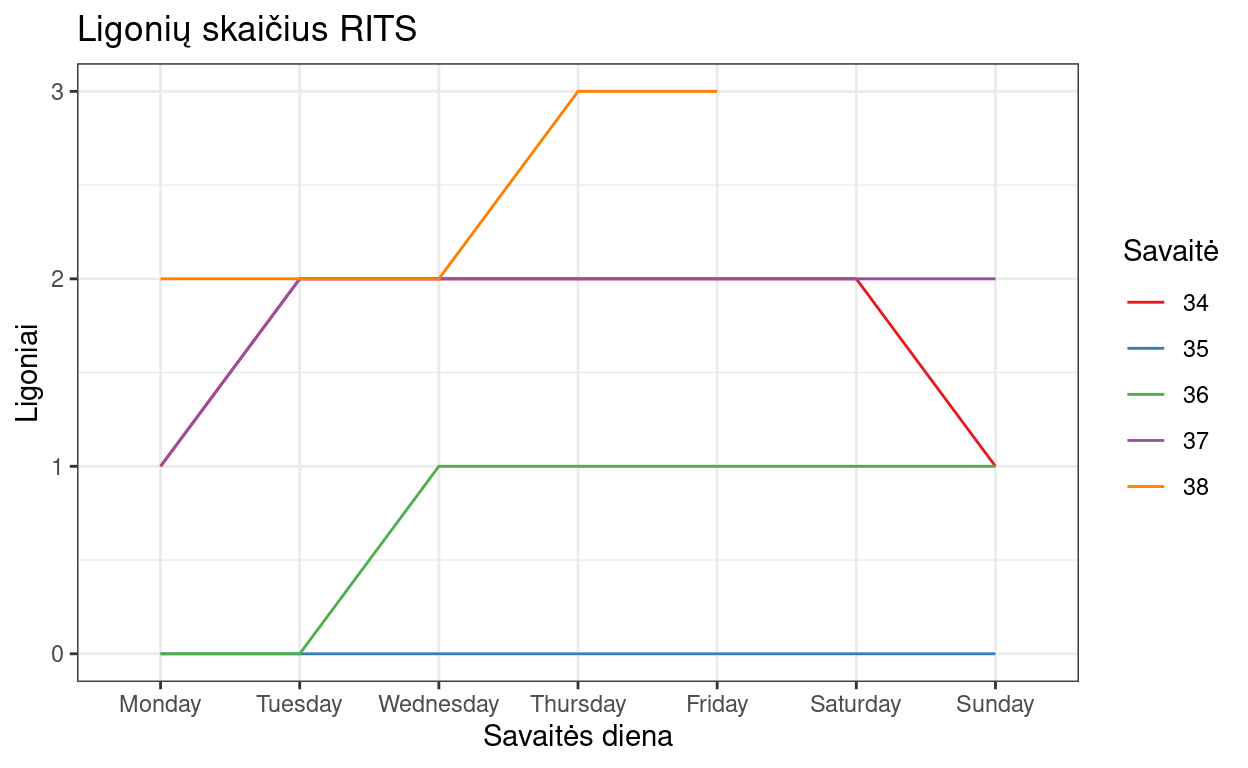 Ligonių skaičius RITS
3
2
1
0
Ligoniai
Monday Tuesday Wednesday Thursday Friday Saturday Sunday
Savaitės diena
Savaitė
34
35
36
37
38